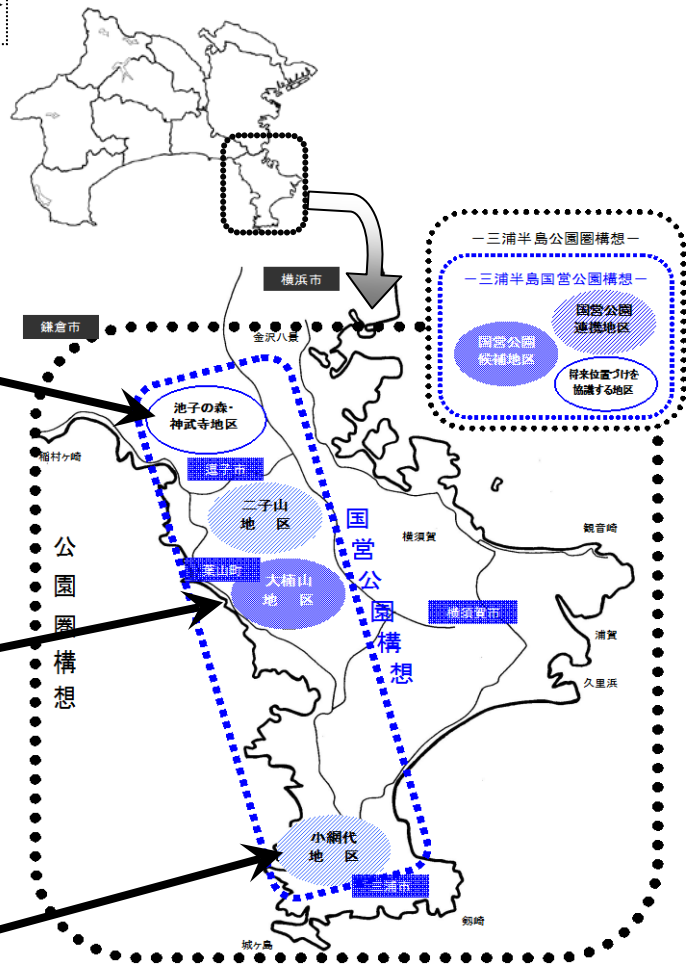 横浜市
－三浦半島公園圏構想－
－三浦半島国営公園構想－
国営公園
連携地区
国営公園
候補地区
将来位置づけを
協議する地区
鎌倉市
金沢八景
池子の森・
神武寺地区
稲村ヶ崎
逗子市
二子山
地　区
国営公園構想
横須賀
観音崎
公園圏構想
葉山町
大楠山
地　区
横須賀市
浦賀
久里浜
小網代
地　区
三浦市
剱崎
城ヶ島